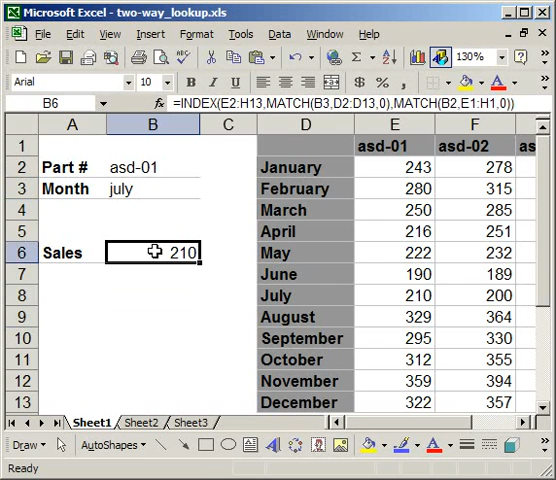 Microsoft Excel - two-way_lookup.xls
File Edit View Insert Format Tools Data Window Help
130%
Arial 10 B I U $ %
B6 fx =INDEX(E2:H13,MATCH(B3,D2:D13,0),MATCH(B2,E1:H1,0))
A B C D E F
1 asd-01 asd-02 as
2 Part # asd-01 January 243 278
3 Month july February 280 315
4 March 250 285
5 April 216 251
6 Sales 210 May 222 232
7 June 190 189
8 July 210 200
9 August 329 364
10 September 295 330
11 October 312 355
12 November 359 394
13 December 322 357
Sheet1 Sheet2 Sheet3
Draw AutoShapes A A
Ready